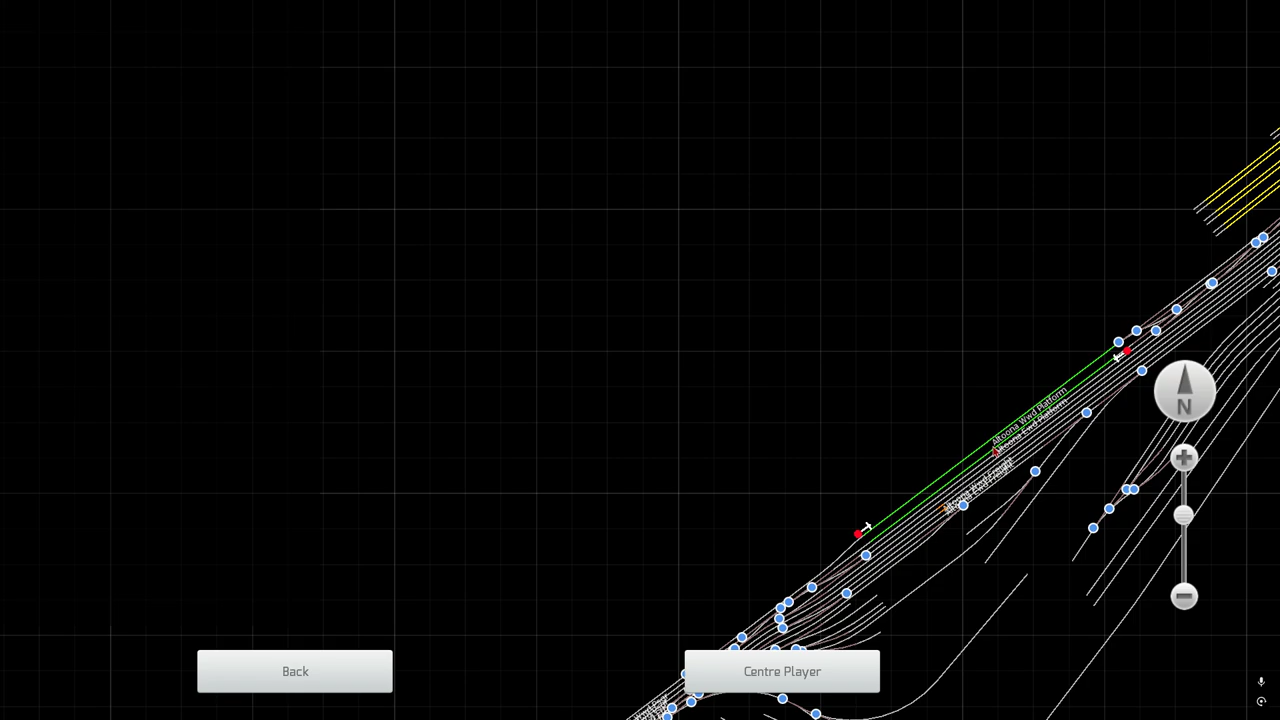 Altoona Wwd Platform
Altoona Ewd Platform
N
Back
Centre Player